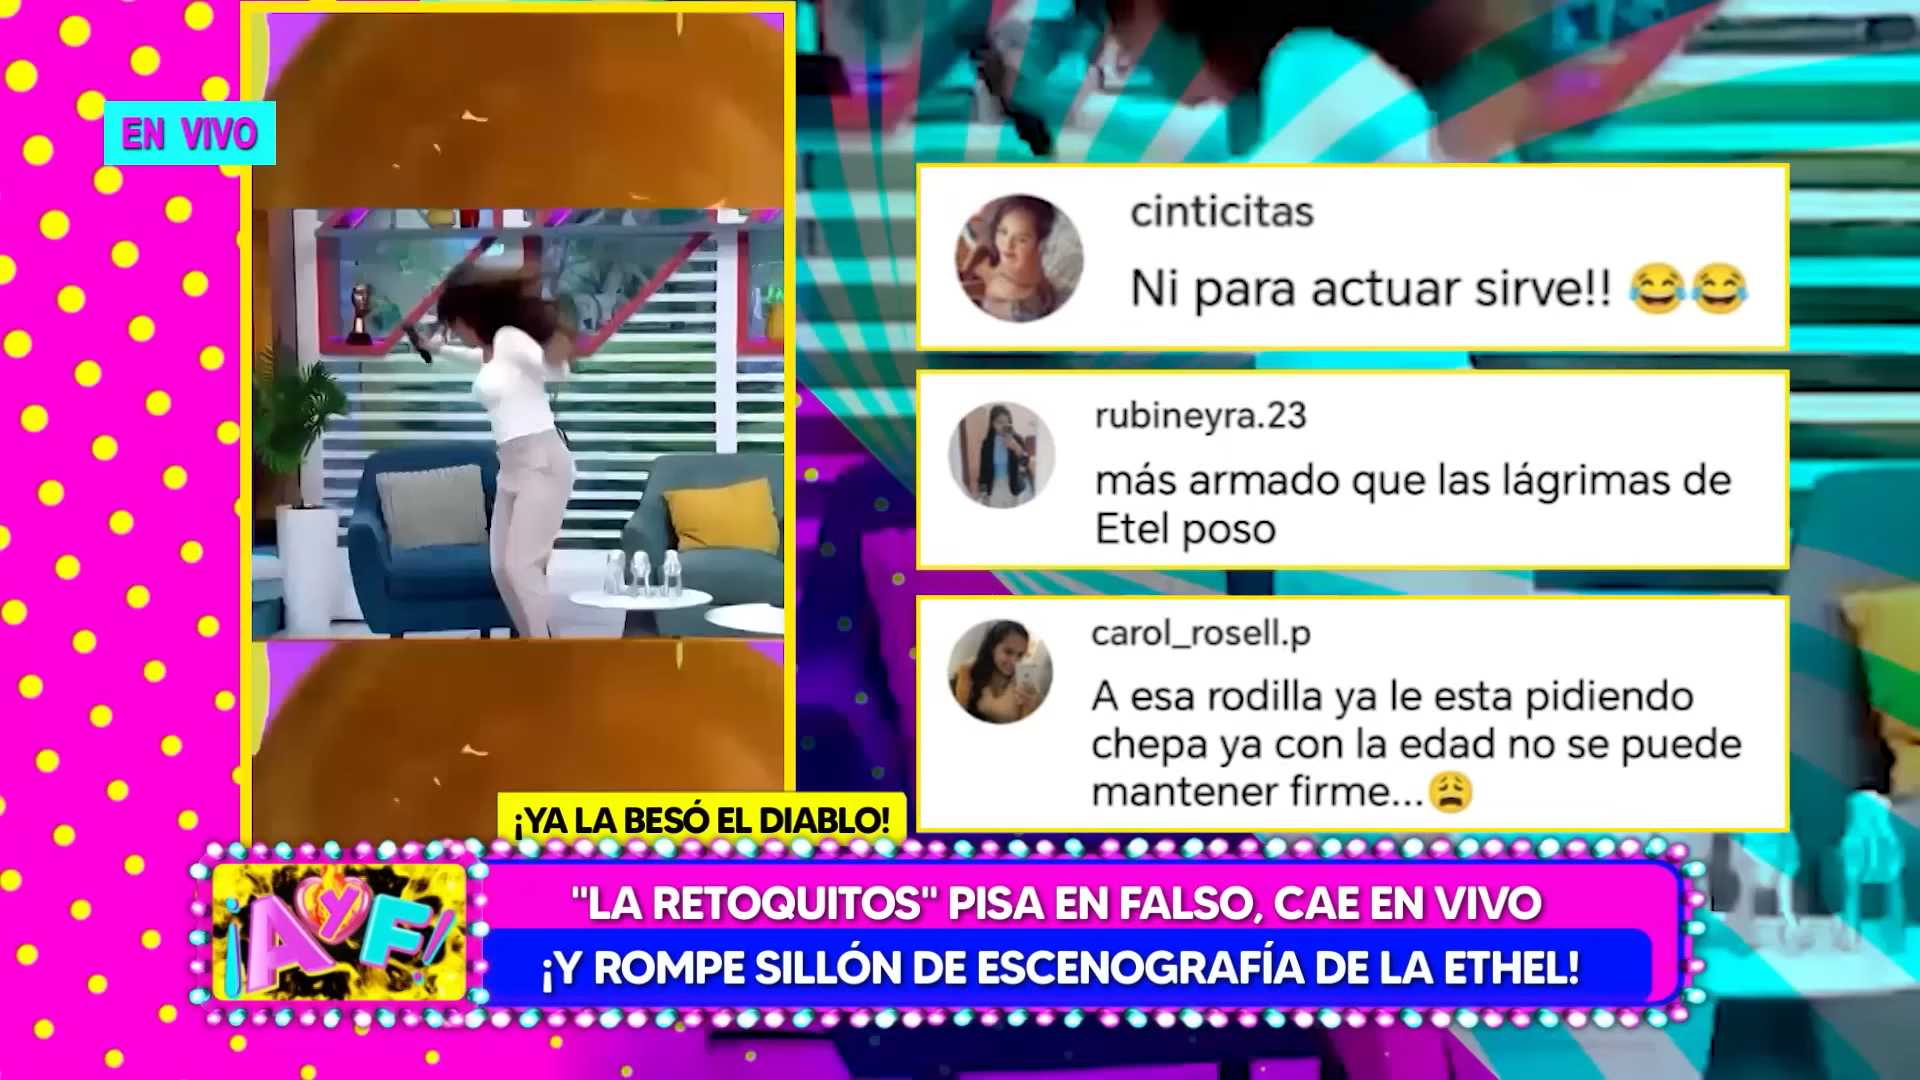 EN VIVO
cinticitas
Ni para actuar sirve!! 😂😂
rubineyra.23
más armado que las lágrimas de
Etel poso
carol_rosell.p
A esa rodilla ya le esta pidiendo
chepa ya con la edad no se puede
mantener firme...😩
¡YA LA BESÓ EL DIABLO!
¡AYF!
"LA RETOQUITOS" PISA EN FALSO, CAE EN VIVO
¡Y ROMPE SILLÓN DE ESCENOGRAFÍA DE LA ETHEL!